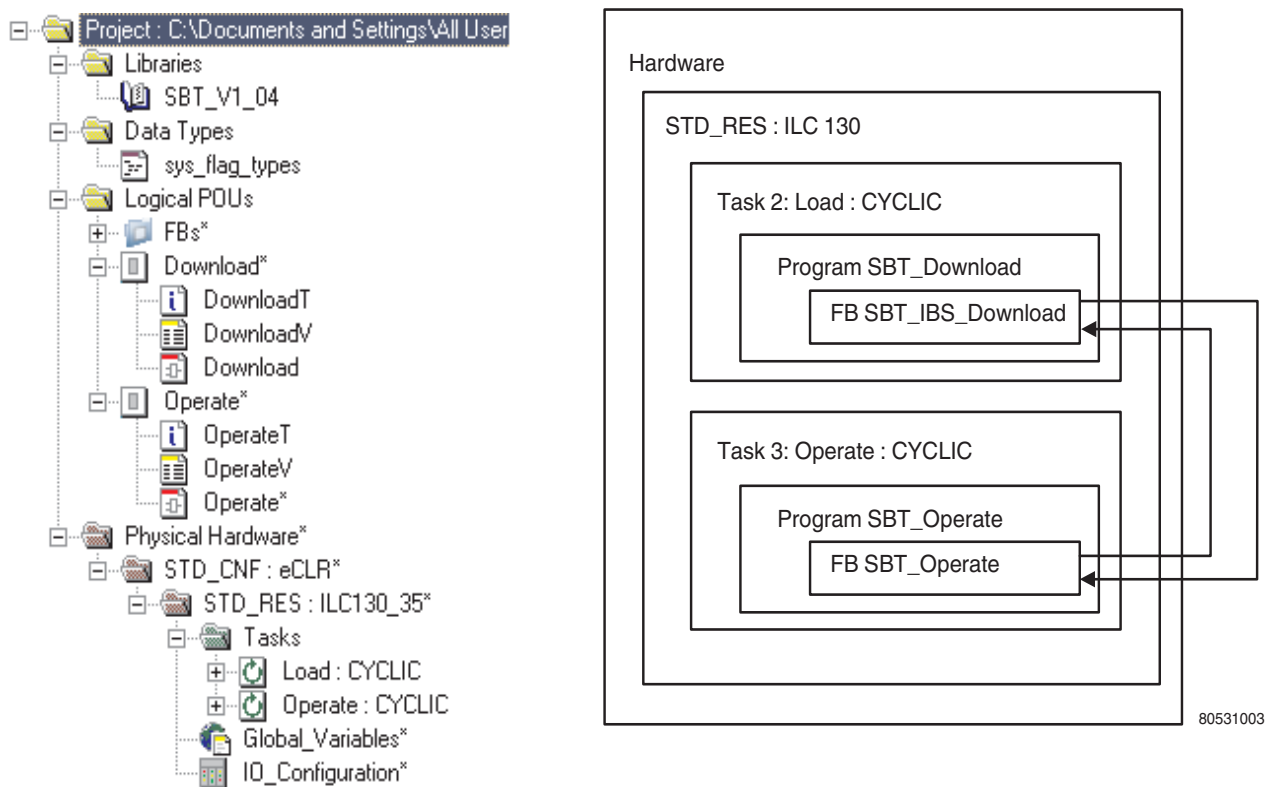 Project : C:\Documents and Settings\All User
Libraries
SBT_V1_04
Data Types
sys_flag_types
Logical POUs
FBs*
Download*
DownloadT
DownloadV
Download
Operate*
OperateT
OperateV
Operate*
Physical Hardware*
STD_CNF : eCLR*
STD_RES : ILC130_35*
Tasks
Load : CYCLIC
Operate : CYCLIC
Global_Variables*
IO_Configuration*
Hardware
STD_RES : ILC 130
Task 2: Load : CYCLIC
Program SBT_Download
FB SBT_IBS_Download
Task 3: Operate : CYCLIC
Program SBT_Operate
FB SBT_Operate
80531003